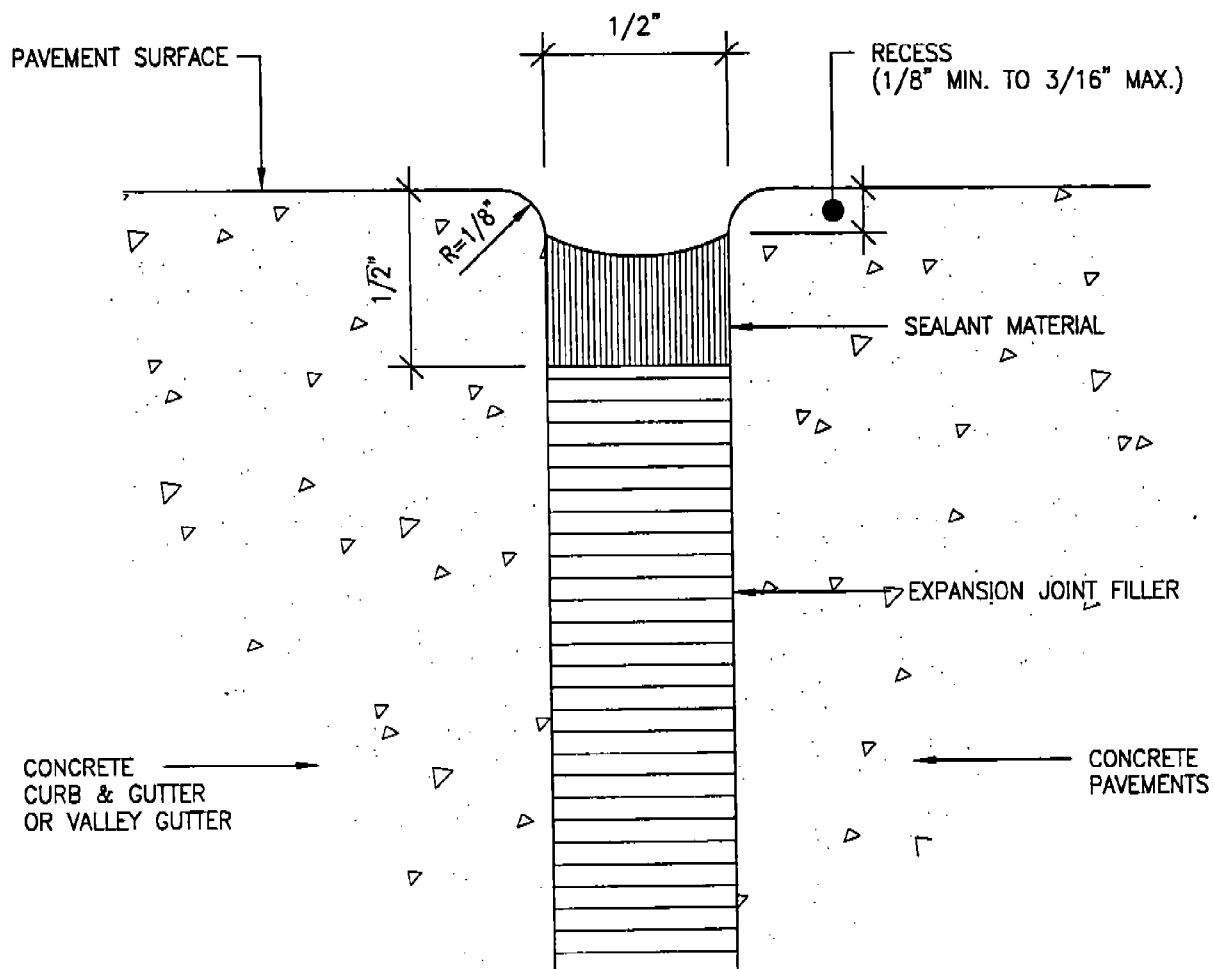 1/2"
PAVEMENT SURFACE
RECESS
(1/8" MIN. TO 3/16" MAX.)
R=1/8"
1/2"
SEALANT MATERIAL
EXPANSION JOINT FILLER
CONCRETE
CURB & GUTTER
OR VALLEY GUTTER
CONCRETE
PAVEMENTS